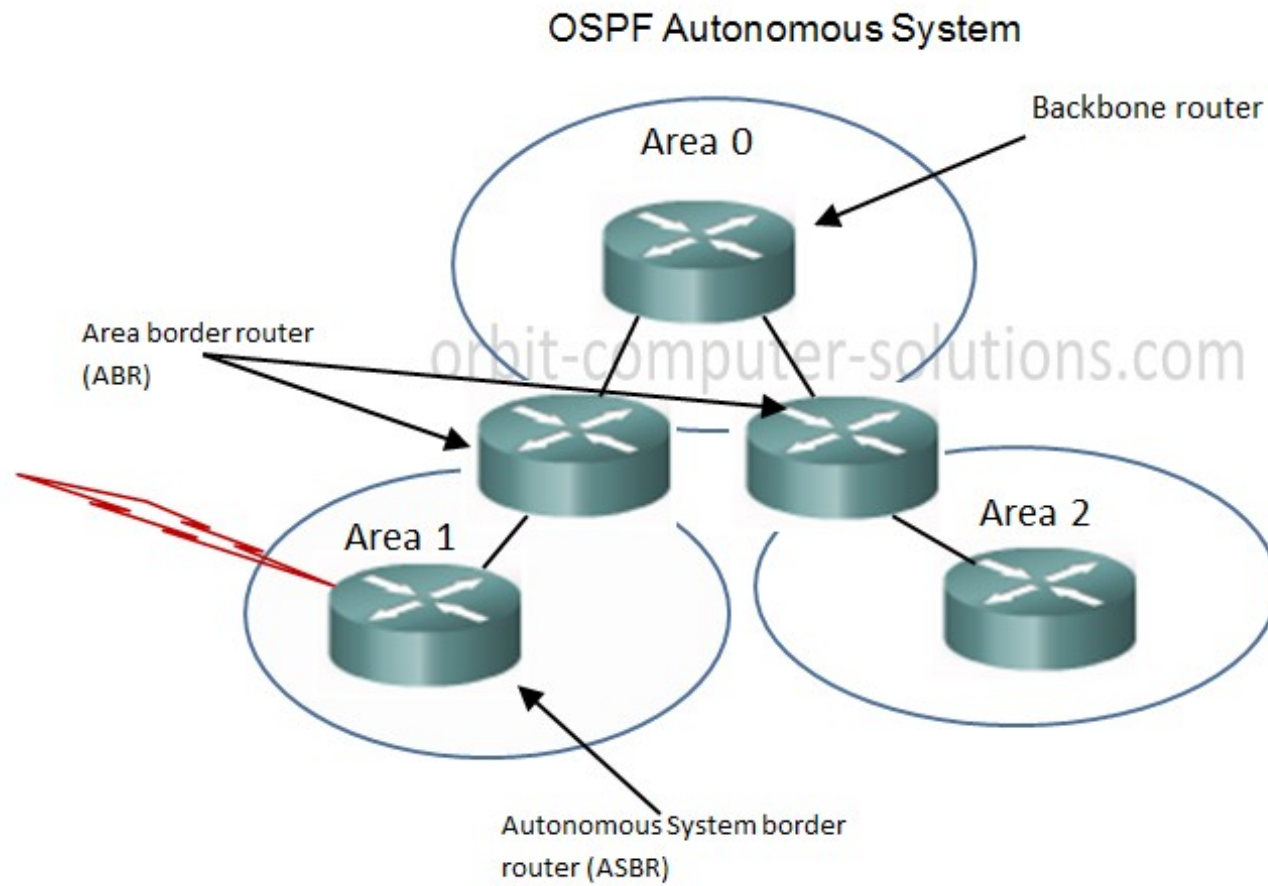 OSPF Autonomous System
Backbone router
Area 0
Area border router
(ABR)
orbit-computer-solutions.com
Area 1
Area 2
Autonomous System border
router (ASBR)